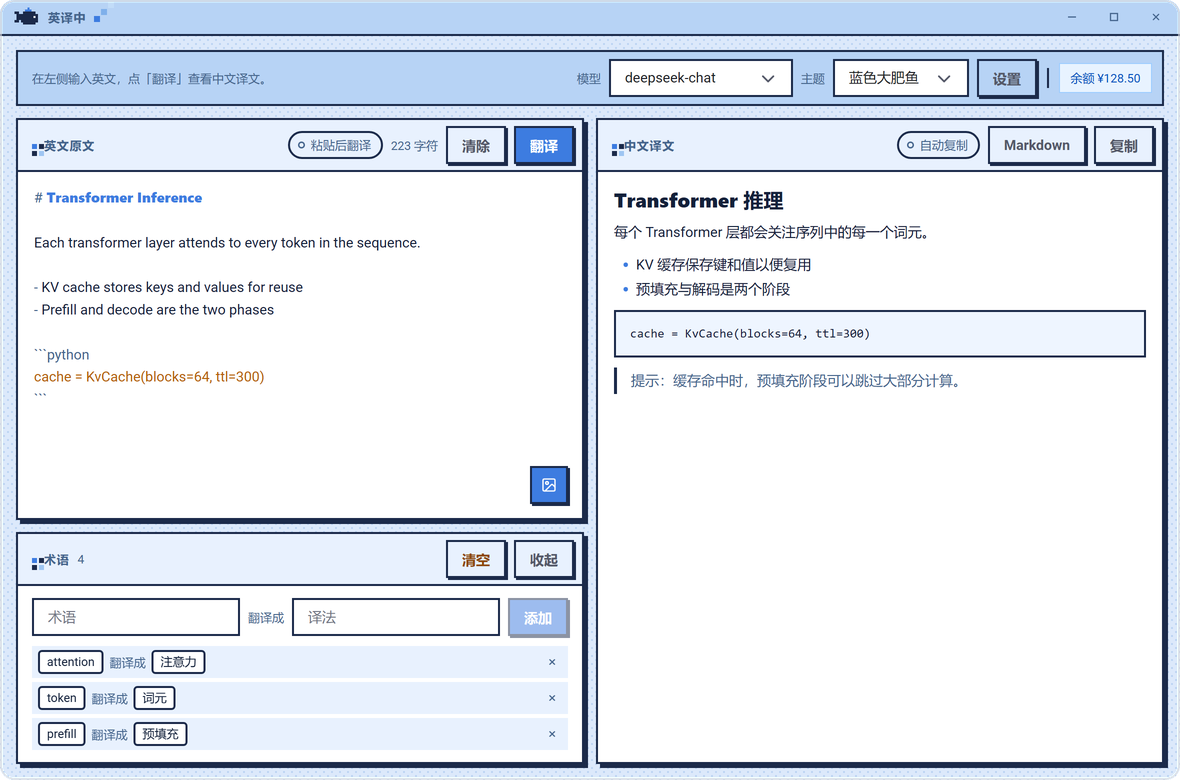 英译中
在左侧输入英文，点「翻译」查看中文译文。
模型
deepseek-chat
主题
蓝色大肥鱼
设置
余额 ¥128.50
英文原文
粘贴后翻译
223 字符
清除
翻译
# Transformer Inference
Each transformer layer attends to every token in the sequence.
- KV cache stores keys and values for reuse
- Prefill and decode are the two phases
```python
cache = KvCache(blocks=64, ttl=300)
```
术语 4
清空
收起
术语
翻译成
译法
添加
attention 翻译成 注意力 ×
token 翻译成 词元 ×
prefill 翻译成 预填充 ×
中文译文
自动复制
Markdown
复制
Transformer 推理
每个 Transformer 层都会关注序列中的每一个词元。
• KV 缓存保存键和值以便复用
• 预填充与解码是两个阶段
cache = KvCache(blocks=64, ttl=300)
提示：缓存命中时，预填充阶段可以跳过大部分计算。